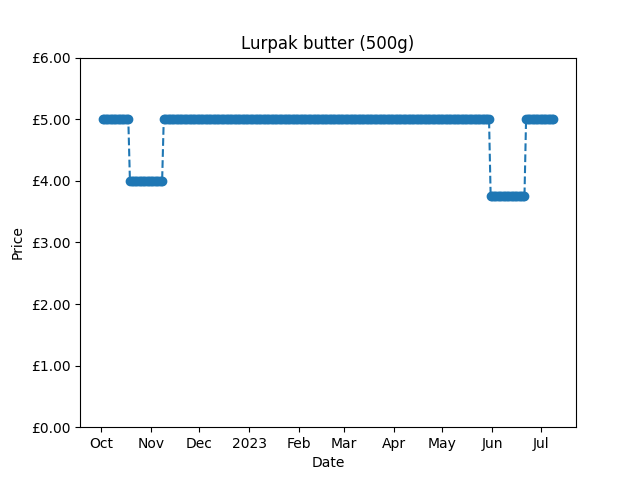 Lurpak butter (500g)
£6.00
£5.00
£4.00
£3.00
£2.00
£1.00
£0.00
Price
Oct Nov Dec 2023 Feb Mar Apr May Jun Jul
Date